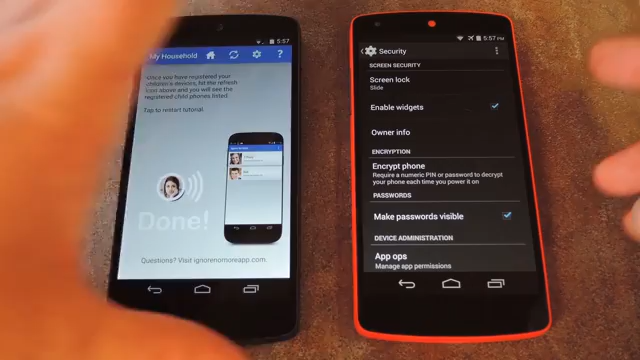 5:57
My Household
?
Once you have registered your
children's devices, hit the refresh
icon above and you will see the
registered child phones listed.
Tap to restart tutorial.
Done!
Questions? Visit ignorenomoreapp.com.
5:57 PM
Security
SCREEN SECURITY
Screen lock
Slide
Enable widgets
Owner info
ENCRYPTION
Encrypt phone
Require a numeric PIN or password to decrypt
your phone each time you power it on
PASSWORDS
Make passwords visible
DEVICE ADMINISTRATION
App ops
Manage app permissions